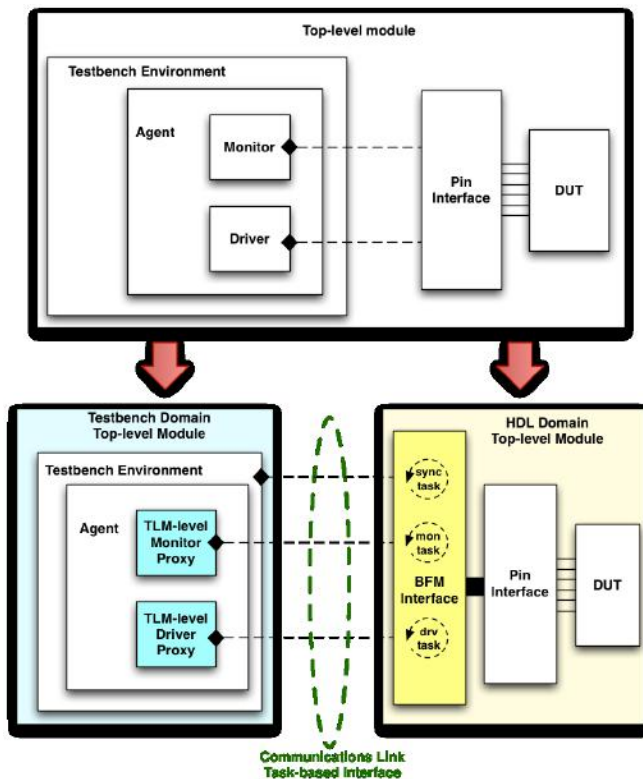 Top-level module
Testbench Environment
Agent
Monitor
Driver
Pin
Interface
DUT
Testbench Domain
Top-level Module
Testbench Environment
Agent
TLM-level
Monitor
Proxy
TLM-level
Driver
Proxy
HDL Domain
Top-level Module
sync
task
mon
task
BFM
Interface
drv
task
Pin
Interface
DUT
Communications Link
Task-based Interface